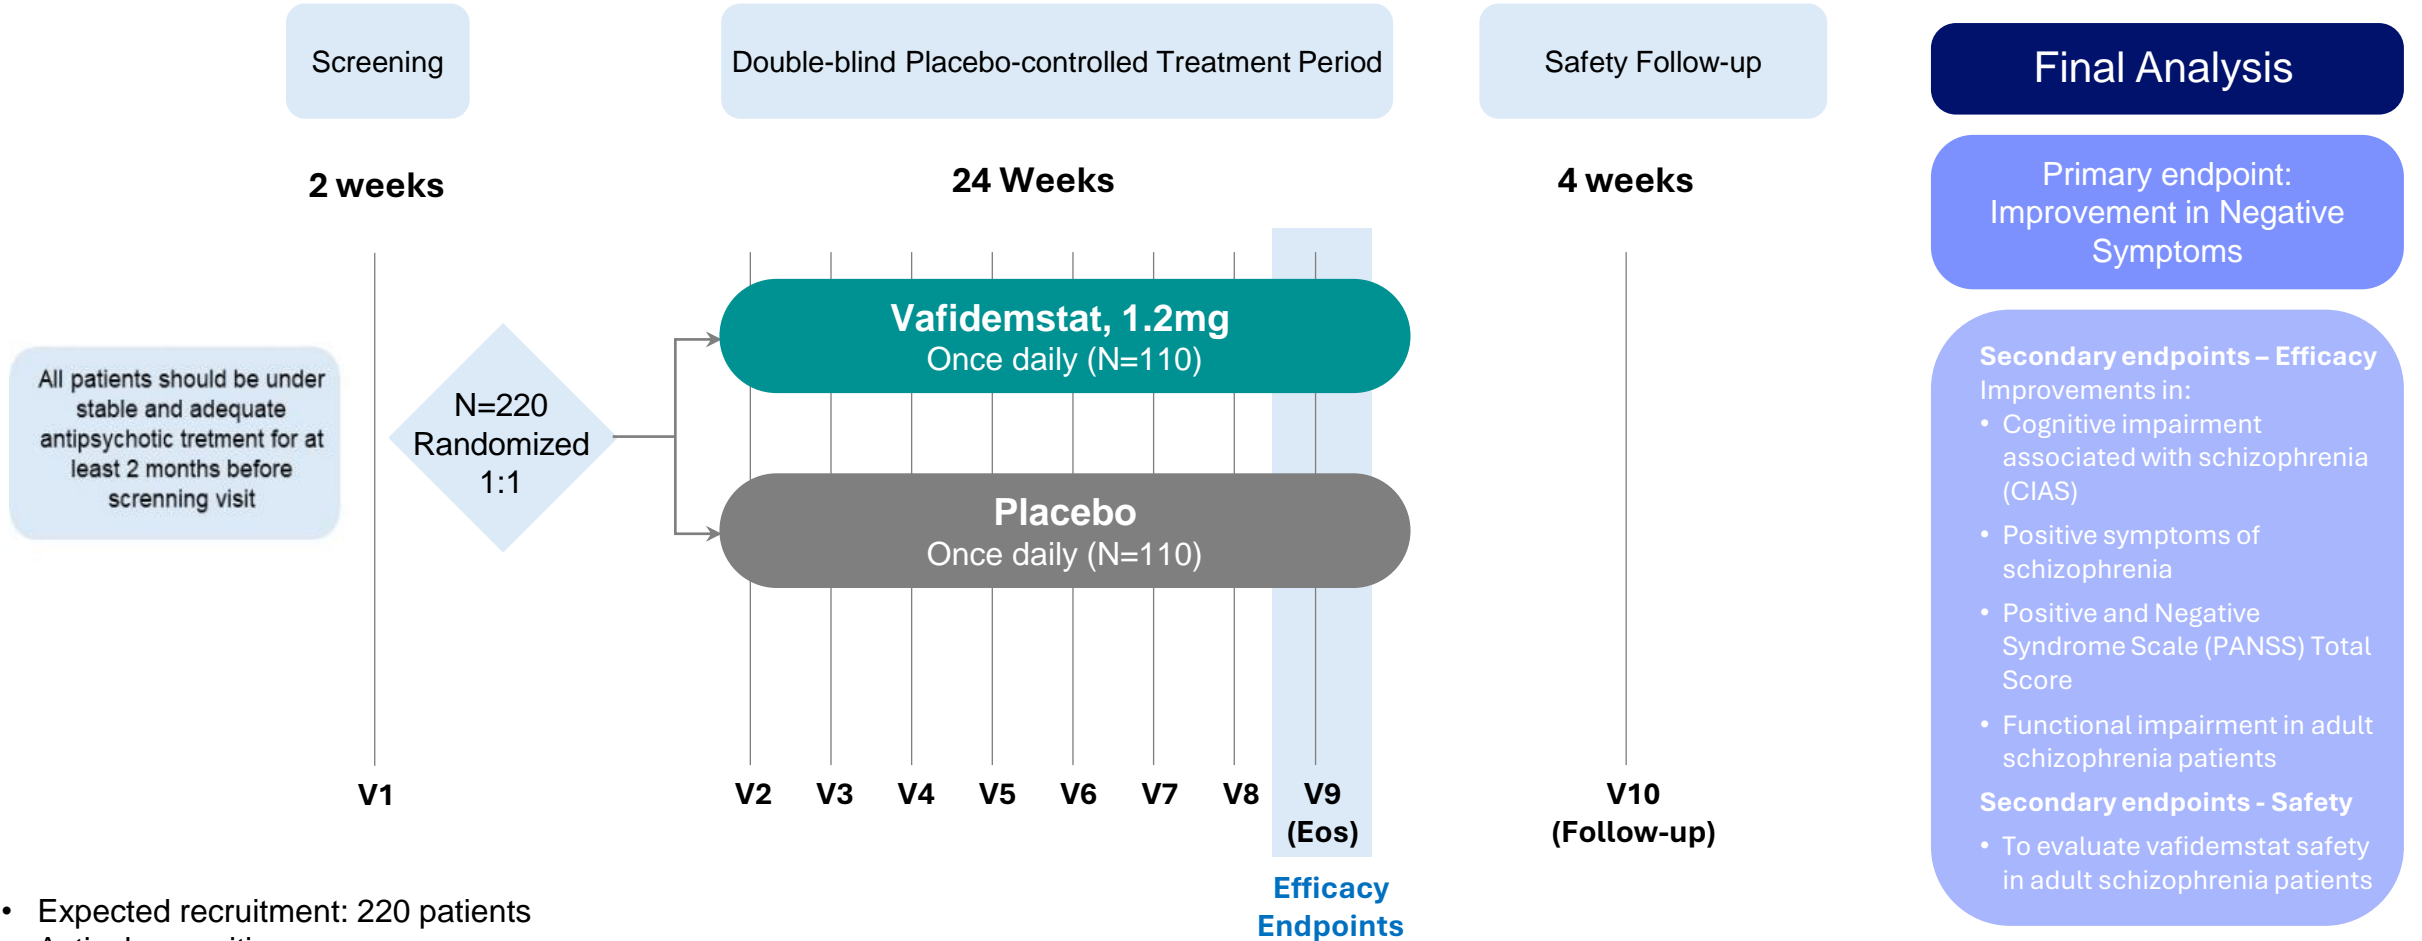 Screening
Double-blind Placebo-controlled Treatment Period
Safety Follow-up
2 weeks
24 Weeks
4 weeks
All patients should be under
stable and adequate
antipsychotic tretment for at
least 2 months before
screnning visit
N=220
Randomized
1:1
Vafidemstat, 1.2mg
Once daily (N=110)
Placebo
Once daily (N=110)
V1
V2 V3 V4 V5 V6 V7 V8 V9
(Eos)
V10
(Follow-up)
Efficacy
Endpoints
• Expected recruitment: 220 patients
Final Analysis
Primary endpoint:
Improvement in Negative
Symptoms
Secondary endpoints – Efficacy
Improvements in:
• Cognitive impairment
associated with schizophrenia
(CIAS)
• Positive symptoms of
schizophrenia
• Positive and Negative
Syndrome Scale (PANSS) Total
Score
• Functional impairment in adult
schizophrenia patients
Secondary endpoints - Safety
• To evaluate vafidemstat safety
in adult schizophrenia patients